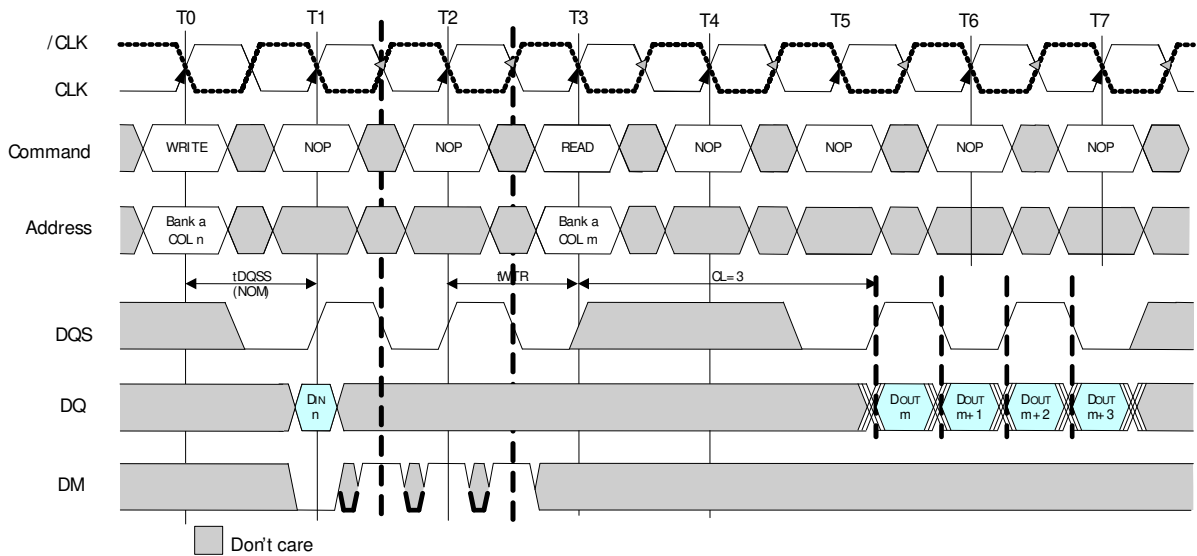 T0 T1 T2 T3 T4 T5 T6 T7
/CLK
CLK
Command WRITE NOP NOP READ NOP NOP NOP NOP
Address Bank a COL n Bank a COL m
tDQSS (NOM) tWTR CL=3
DQS
DQ DIN n DOUT m DOUT m+1 DOUT m+2 DOUT m+3
DM
Don't care